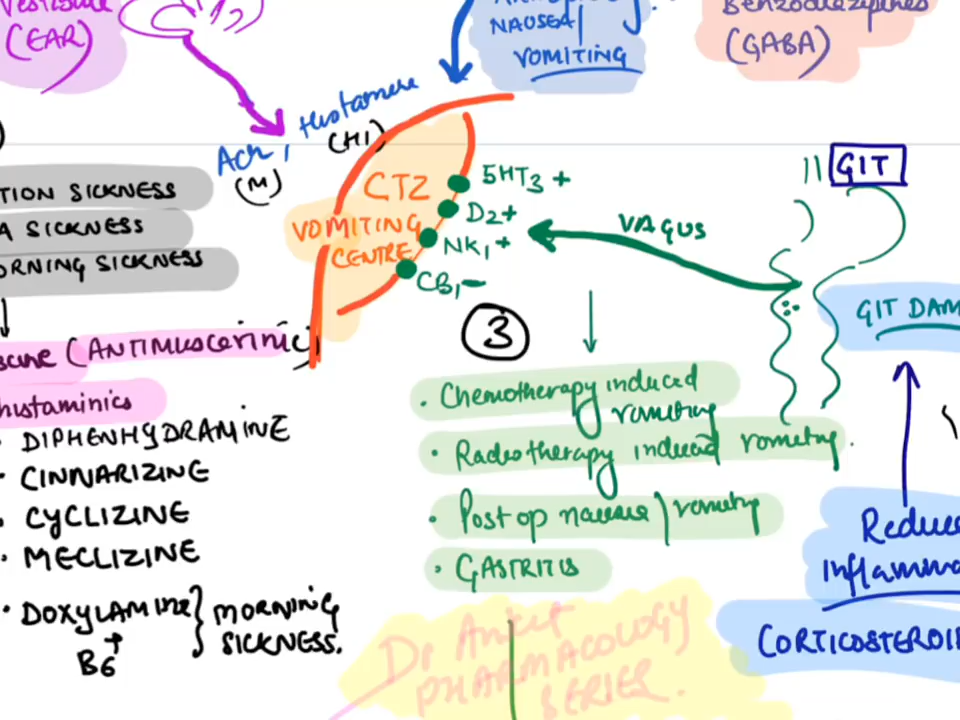 (EAR)
NAUSEA/
VOMITING
(GABA)
Ach, Histamine
(M)
(H1)
CTZ
VOMITING
CENTRE
5HT3 +
D2+
NK1+
CB1-
VAGUS
GIT
TION SICKNESS
A SICKNESS
ORNING SICKNESS
(ANTIMUSCARINIC)
histaminics
• DIPHENHYDRAMINE
• CINNARIZINE
• CYCLIZINE
• MECLIZINE
• DOXYLAMINE } MORNING
+
B6
SICKNESS.
3
• Chemotherapy induced
vomiting
• Radiotherapy induced vomiting.
• Post op nausea/vomiting
• GASTRITIS
GIT DAM
Reduce
Inflamma
CORTICOSTEROI
Dr Ankit
PHARMACOLOGY
SERIES.